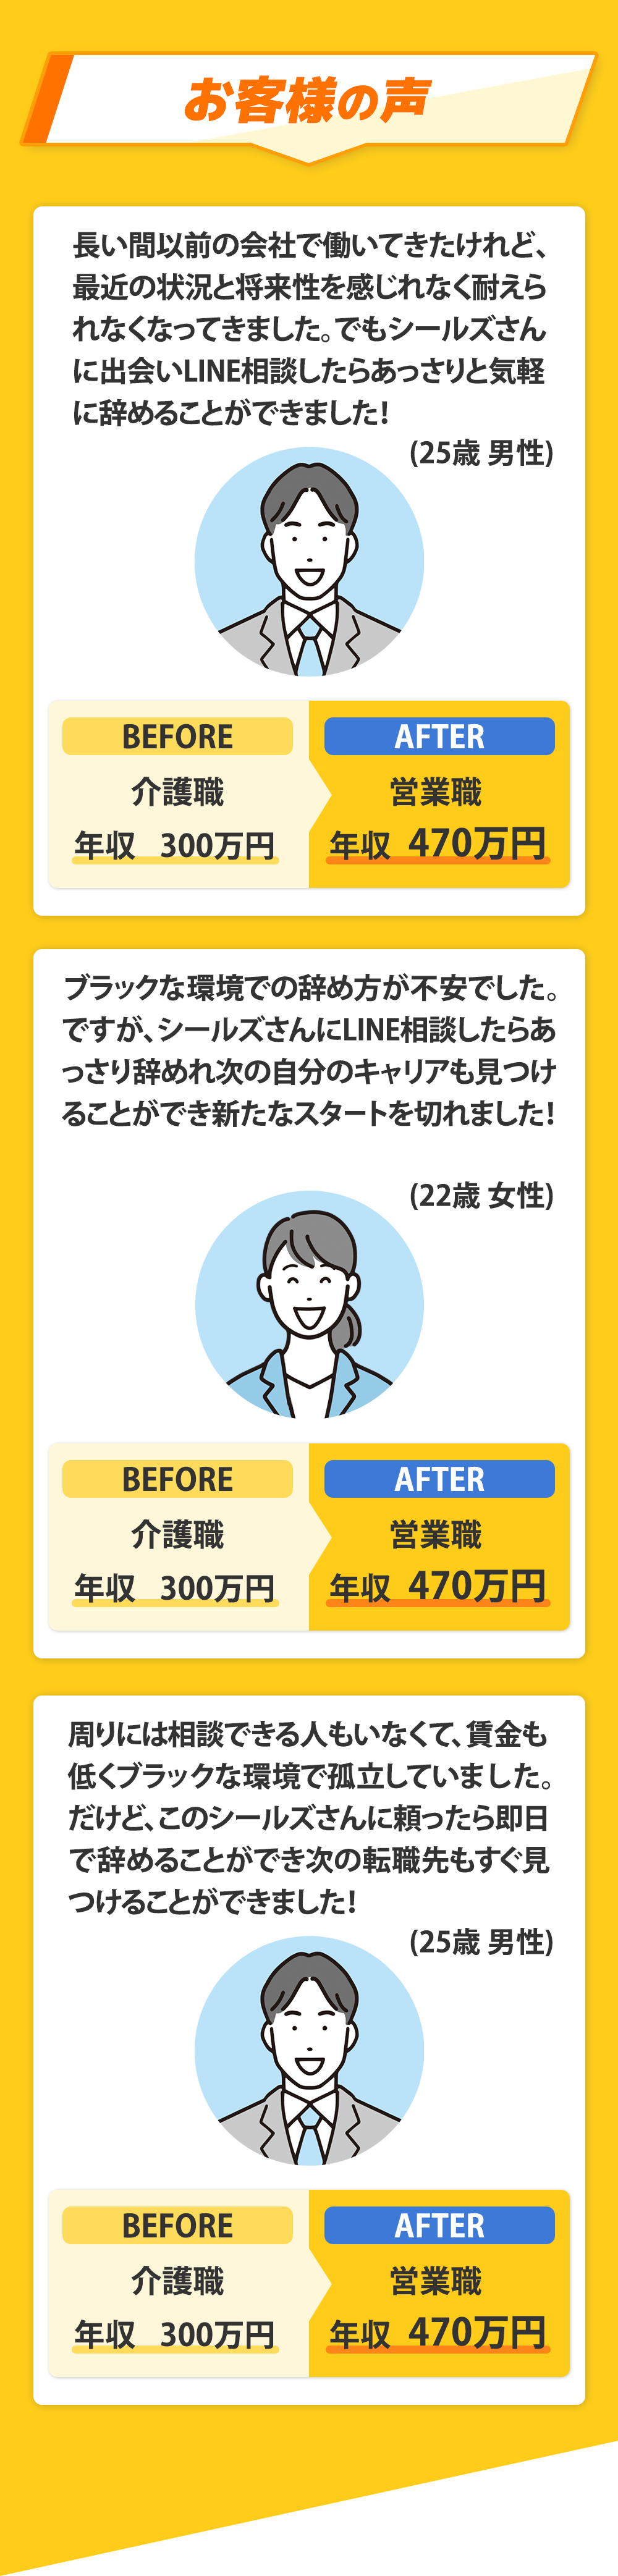 お客様の声
長い間以前の会社で働いてきたけれど、
最近の状況と将来性を感じれなく耐えら
れなくなってきました。でもシールズさん
に出会いLINE相談したらあっさりと気軽
に辞めることができました!
(25歳 男性)
BEFORE
AFTER
介護職
営業職
年収 300万円
年収 470万円
ブラックな環境での辞め方が不安でした。
ですが、シールズさんにLINE相談したらあ
っさり辞めれ次の自分のキャリアも見つけ
ることができ新たなスタートを切れました!
(22歳 女性)
BEFORE
AFTER
介護職
営業職
年収 300万円
年収 470万円
周りには相談できる人もいなくて、賃金も
低くブラックな環境で孤立していました。
だけど、このシールズさんに頼ったら即日
で辞めることができ次の転職先もすぐ見
つけることができました!
(25歳 男性)
BEFORE
AFTER
介護職
営業職
年収 300万円
年収 470万円